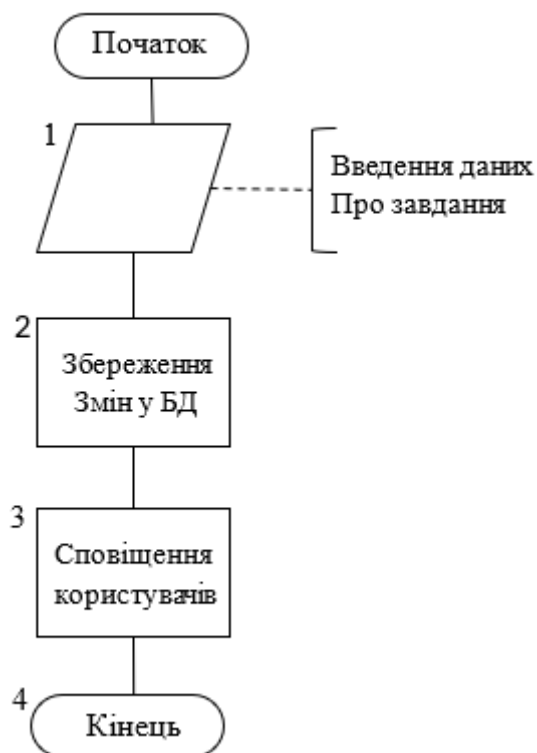 Початок
1
Введення даних
Про завдання
2
Збереження
Змін у БД
3
Сповіщення
користувачів
4
Кінець